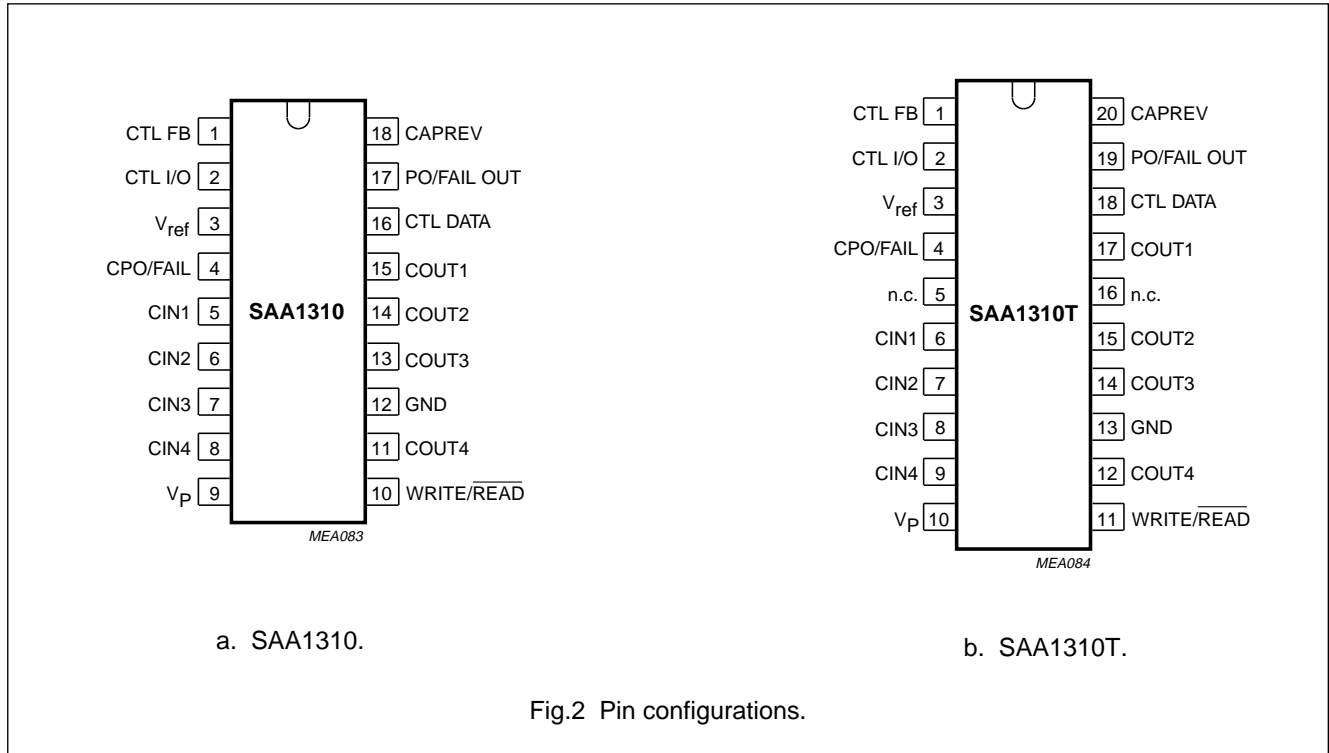 CTL FB 1
CTL I/O 2
Vref 3
CPO/FAIL 4
CIN1 5
CIN2 6
CIN3 7
CIN4 8
VP 9
SAA1310
18 CAPREV
17 PO/FAIL OUT
16 CTL DATA
15 COUT1
14 COUT2
13 COUT3
12 GND
11 COUT4
10 WRITE/READ
MEA083
a. SAA1310.
CTL FB 1
CTL I/O 2
Vref 3
CPO/FAIL 4
n.c. 5
CIN1 6
CIN2 7
CIN3 8
CIN4 9
VP 10
SAA1310T
20 CAPREV
19 PO/FAIL OUT
18 CTL DATA
17 COUT1
16 n.c.
15 COUT2
14 COUT3
13 GND
12 COUT4
11 WRITE/READ
MEA084
b. SAA1310T.
Fig.2 Pin configurations.